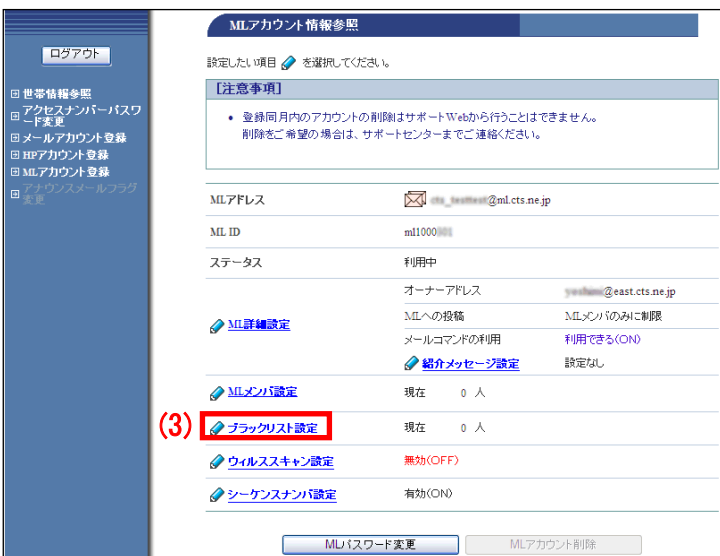 MLアカウント情報参照
ログアウト
設定したい項目 を選択してください。
世帯情報参照
アクセスナンバーパスワ
ード変更
メールアカウント登録
HPアカウント登録
MLアカウント登録
アナウンスメールフラグ
変更
[注意事項]
• 登録同月内のアカウントの削除はサポートWebから行うことはできません。
削除をご希望の場合は、サポートセンターまでご連絡ください。
MLアドレス @ml.cts.ne.jp
ML ID ml1000
ステータス 利用中
ML詳細設定
オーナーアドレス @east.cts.ne.jp
MLへの投稿 MLメンバのみに制限
メールコマンドの利用 利用できる(ON)
紹介メッセージ設定 設定なし
MLメンバ設定 現在 0 人
(3) ブラックリスト設定 現在 0 人
ウィルススキャン設定 無効(OFF)
シーケンスナンバ設定 有効(ON)
MLパスワード変更 MLアカウント削除